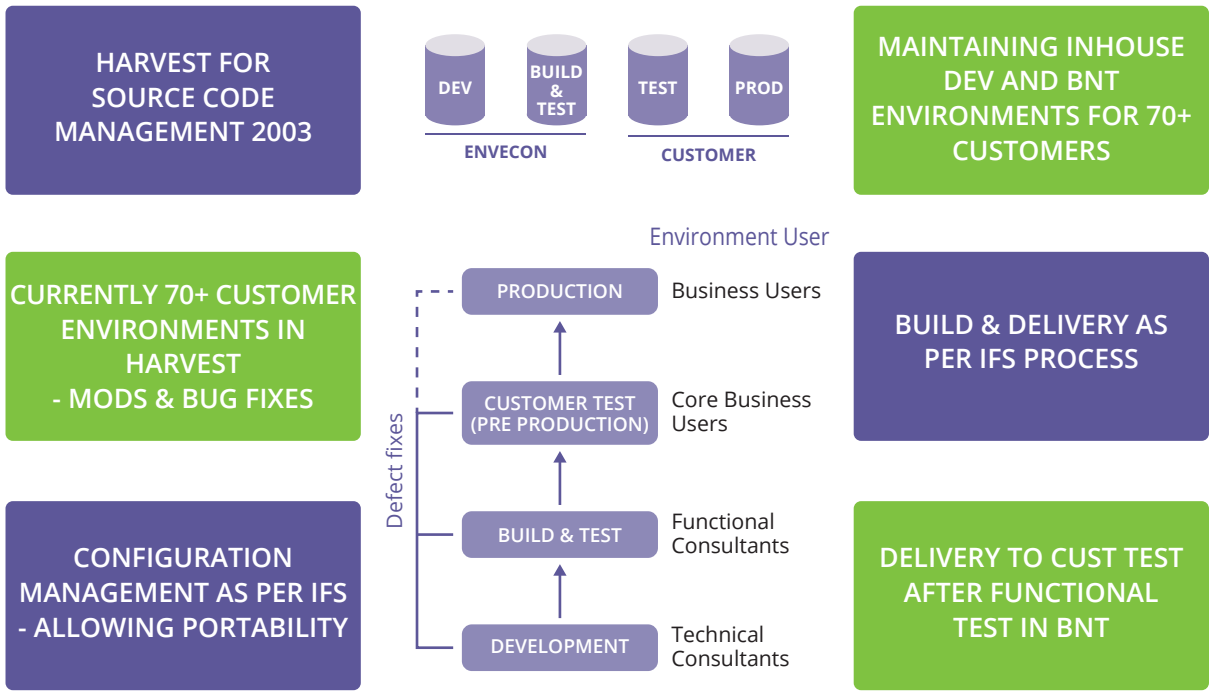 HARVEST FOR
SOURCE CODE
MANAGEMENT 2003
DEV
BUILD
&
TEST
TEST
PROD
ENVECON
CUSTOMER
MAINTAINING INHOUSE
DEV AND BNT
ENVIRONMENTS FOR 70+
CUSTOMERS
CURRENTLY 70+ CUSTOMER
ENVIRONMENTS IN
HARVEST
- MODS & BUG FIXES
Environment User
PRODUCTION
Business Users
CUSTOMER TEST
(PRE PRODUCTION)
Core Business
Users
Defect fixes
BUILD & TEST
Functional
Consultants
DEVELOPMENT
Technical
Consultants
BUILD & DELIVERY AS
PER IFS PROCESS
CONFIGURATION
MANAGEMENT AS PER IFS
- ALLOWING PORTABILITY
DELIVERY TO CUST TEST
AFTER FUNCTIONAL
TEST IN BNT